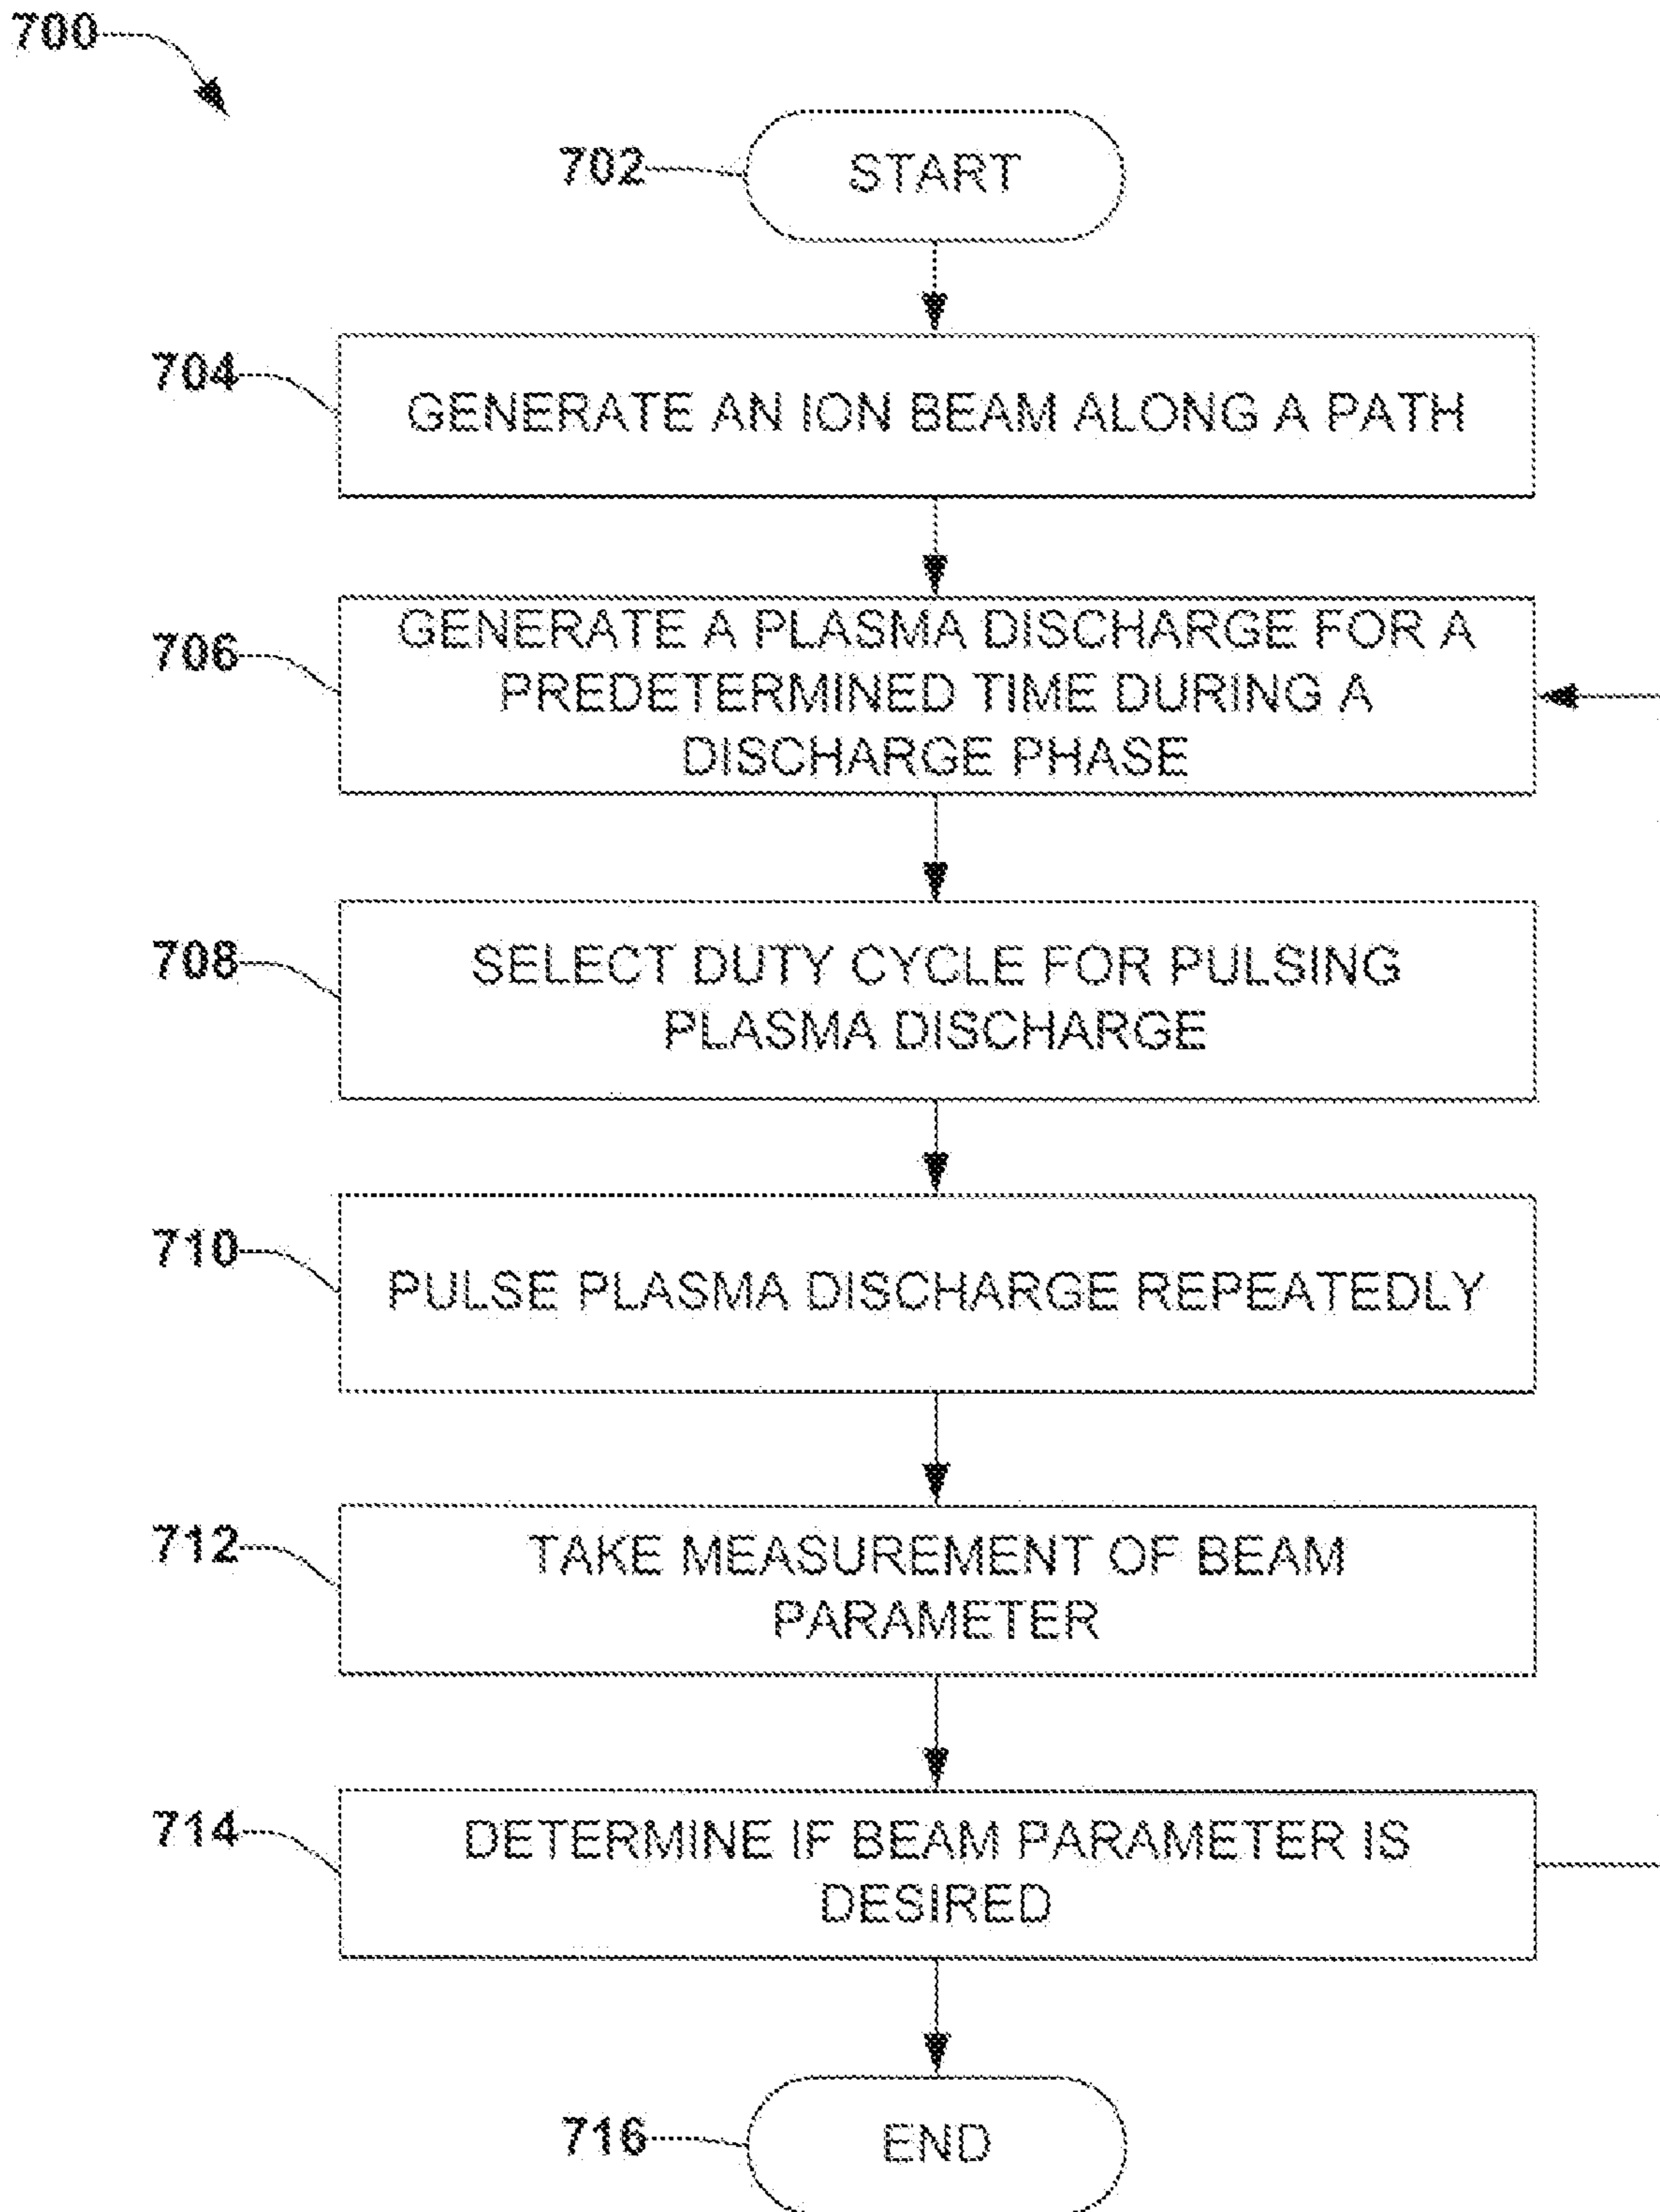 700
702
START
704
GENERATE AN ION BEAM ALONG A PATH
706
GENERATE A PLASMA DISCHARGE FOR A
PREDETERMINED TIME DURING A
DISCHARGE PHASE
708
SELECT DUTY CYCLE FOR PULSING
PLASMA DISCHARGE
710
PULSE PLASMA DISCHARGE REPEATEDLY
712
TAKE MEASUREMENT OF BEAM
PARAMETER
714
DETERMINE IF BEAM PARAMETER IS
DESIRED
716
END